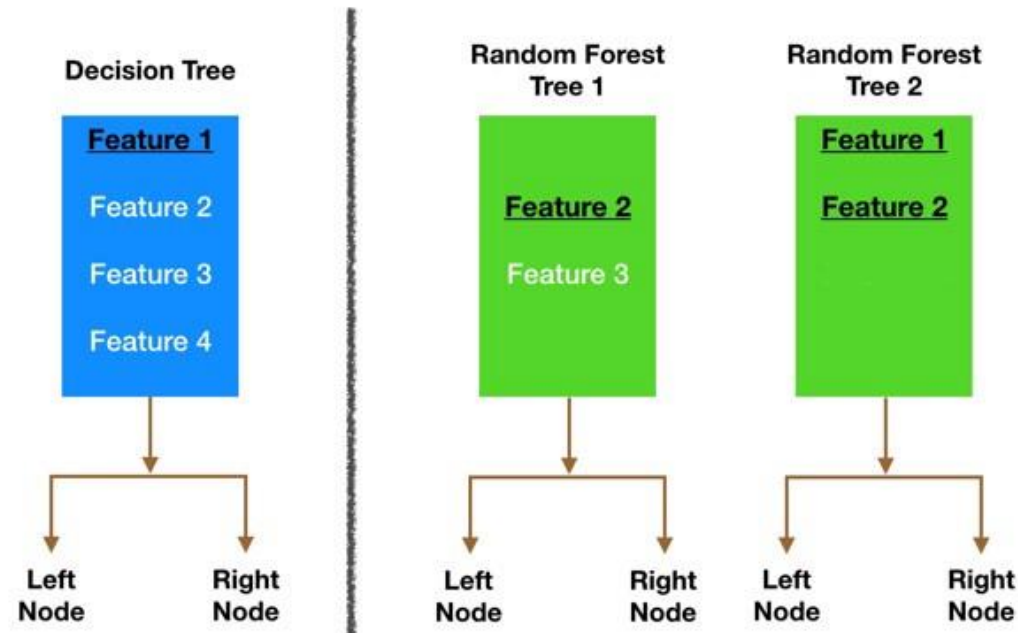 Decision Tree
Feature 1
Feature 2
Feature 3
Feature 4
Left
Node
Right
Node
Random Forest
Tree 1
Feature 2
Feature 3
Left
Node
Right
Node
Random Forest
Tree 2
Feature 1
Feature 2
Left
Node
Right
Node